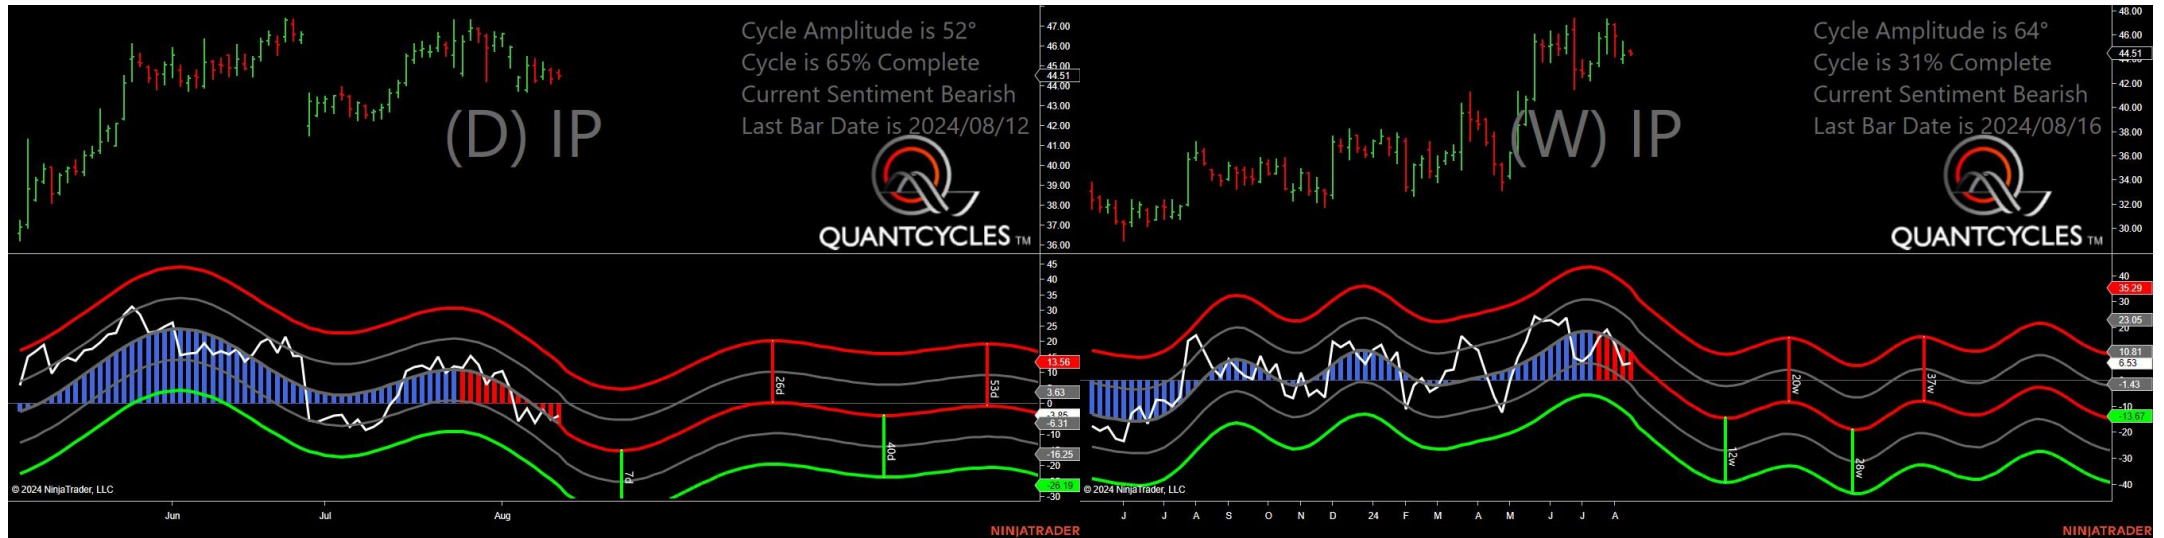 Cycle Amplitude is 52°
Cycle is 65% Complete
Current Sentiment Bearish
Last Bar Date is 2024/08/12
(D) IP
QUANTCYCLES TM
47.00
46.00
45.00
44.51
44.00
43.00
42.00
41.00
40.00
39.00
38.00
37.00
36.00
45
40
35
30
25
20
15
13.56
10
3.63
0
-3.85
-6.31
-10
-16.25
-20
-26.19
-30
26d
53d
40d
7d
© 2024 NinjaTrader, LLC
Jun
Jul
Aug
NINJATRADER
Cycle Amplitude is 64°
Cycle is 31% Complete
Current Sentiment Bearish
Last Bar Date is 2024/08/16
(W) IP
QUANTCYCLES TM
48.00
46.00
44.51
42.00
40.00
38.00
36.00
34.00
32.00
30.00
40
35.29
30
23.05
20
10.81
6.53
-1.43
-10
-13.67
-20
-30
-40
20w
37w
12w
28w
© 2024 NinjaTrader, LLC
J
J
A
S
O
N
D
24
F
M
A
M
J
J
A
NINJATRADER